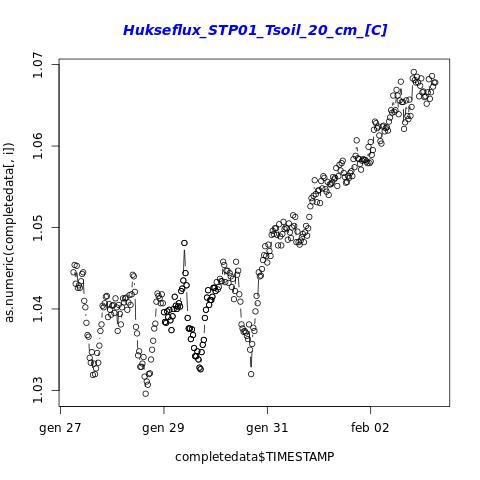 Hukseflux_STP01_Tsoil_20_cm_[C]
as.numeric(completedata[, i])
1.07
1.06
1.05
1.04
1.03
gen 27 gen 29 gen 31 feb 02
completedata$TIMESTAMP